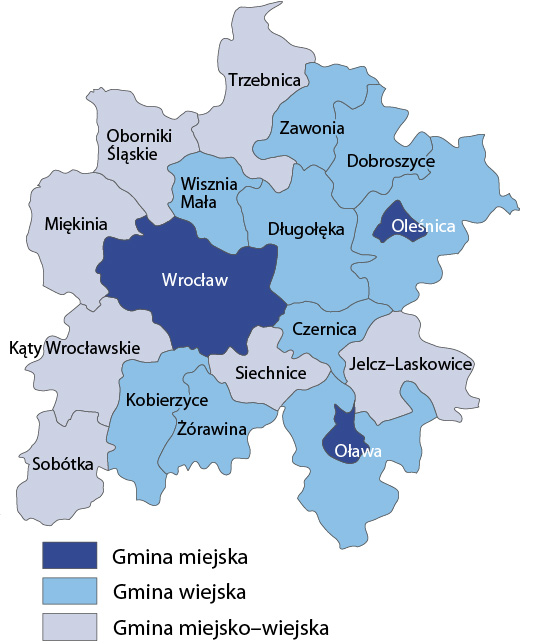 Trzebnica
Zawonia
Oborniki
Śląskie
Dobroszyce
Wisznia
Mała
Miękinia
Długołęka
Oleśnica
Wrocław
Czernica
Kąty Wrocławskie
Siechnice
Jelcz–Laskowice
Kobierzyce
Żórawina
Oława
Sobótka
Gmina miejska
Gmina wiejska
Gmina miejsko–wiejska